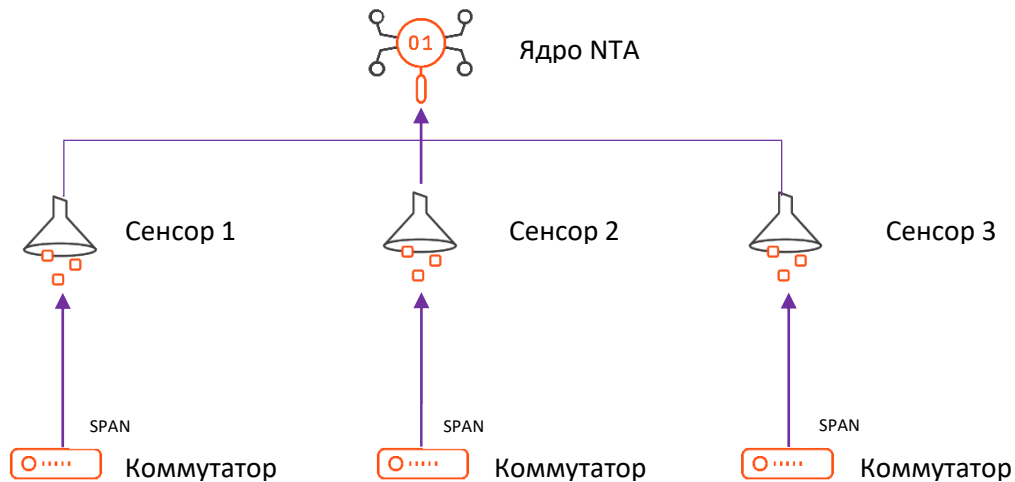 01
Ядро NTA
Сенсор 1
Сенсор 2
Сенсор 3
SPAN
SPAN
SPAN
Коммутатор
Коммутатор
Коммутатор